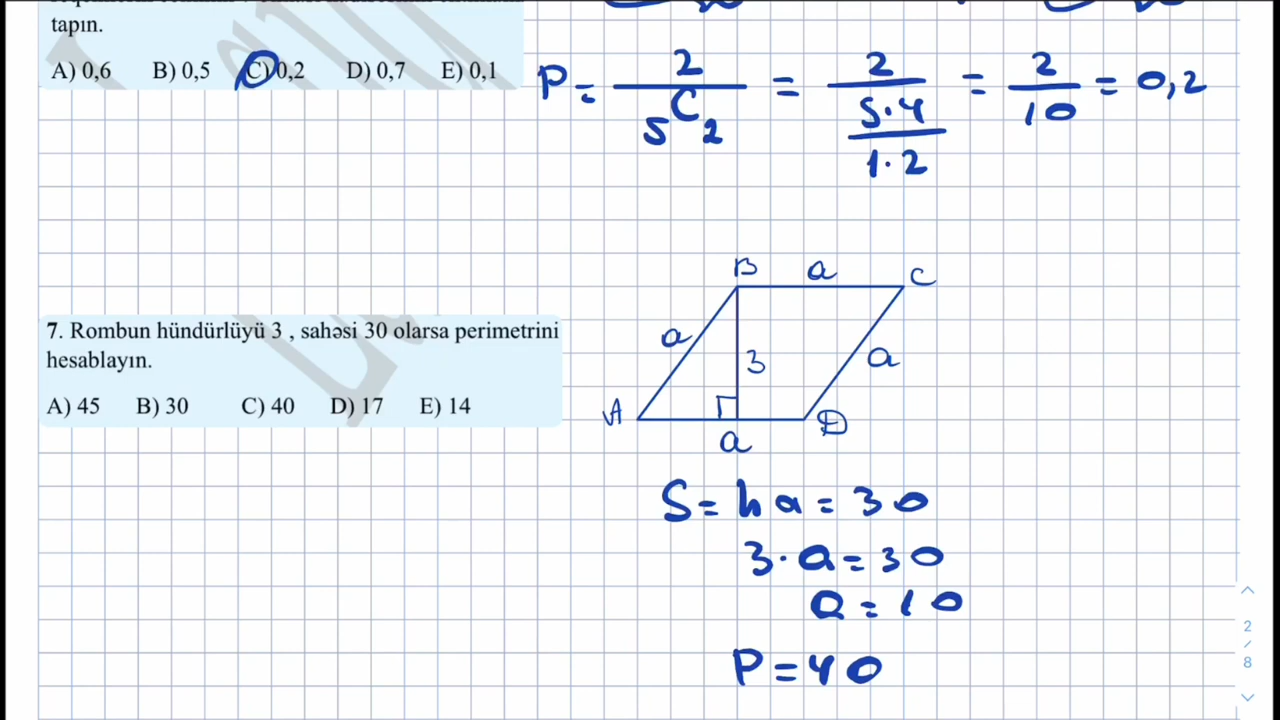 tapın.
A) 0,6 B) 0,5 C) 0,2 D) 0,7 E) 0,1
P = 2 / 5C2 = 2 / (5·4 / 1·2) = 2 / 10 = 0,2
7. Rombun hündürlüyü 3 , sahəsi 30 olarsa perimetrini
hesablayın.
A) 45 B) 30 C) 40 D) 17 E) 14
B a C
a 3 a
A a D
S = h a = 30
3 · a = 30
a = 10
P = 40
2
/
8